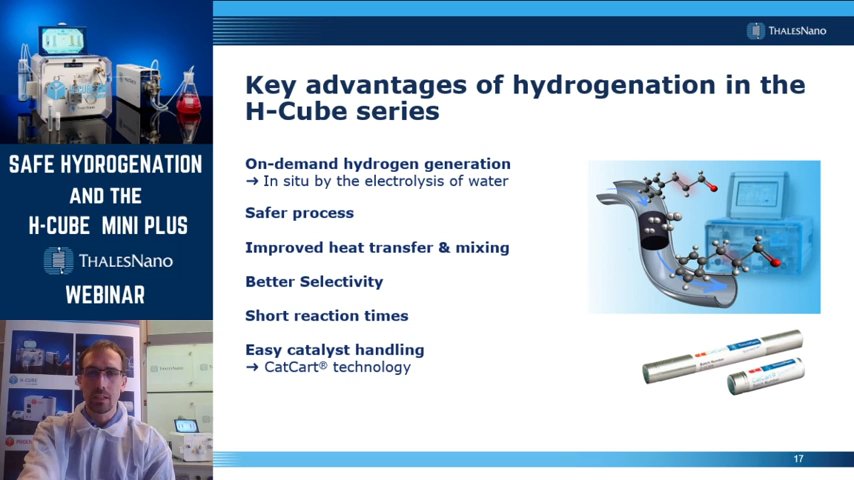 SAFE HYDROGENATION
AND THE
H-CUBE MINI PLUS
THALESNANO
WEBINAR
THALESNANO
Key advantages of hydrogenation in the
H-Cube series
On-demand hydrogen generation
➔ In situ by the electrolysis of water
Safer process
Improved heat transfer & mixing
Better Selectivity
Short reaction times
Easy catalyst handling
➔ CatCart® technology
17